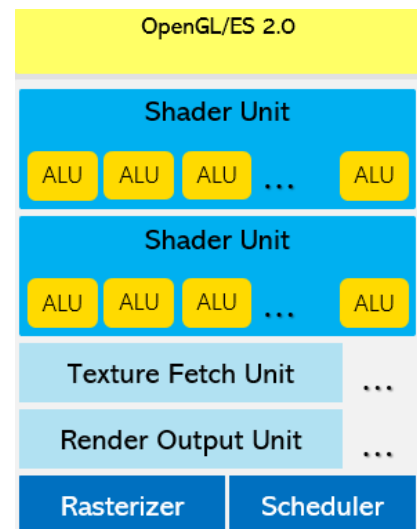 OpenGL/ES 2.0
Shader Unit
ALU ALU ALU ... ALU
Shader Unit
ALU ALU ALU ... ALU
Texture Fetch Unit ...
Render Output Unit ...
Rasterizer Scheduler